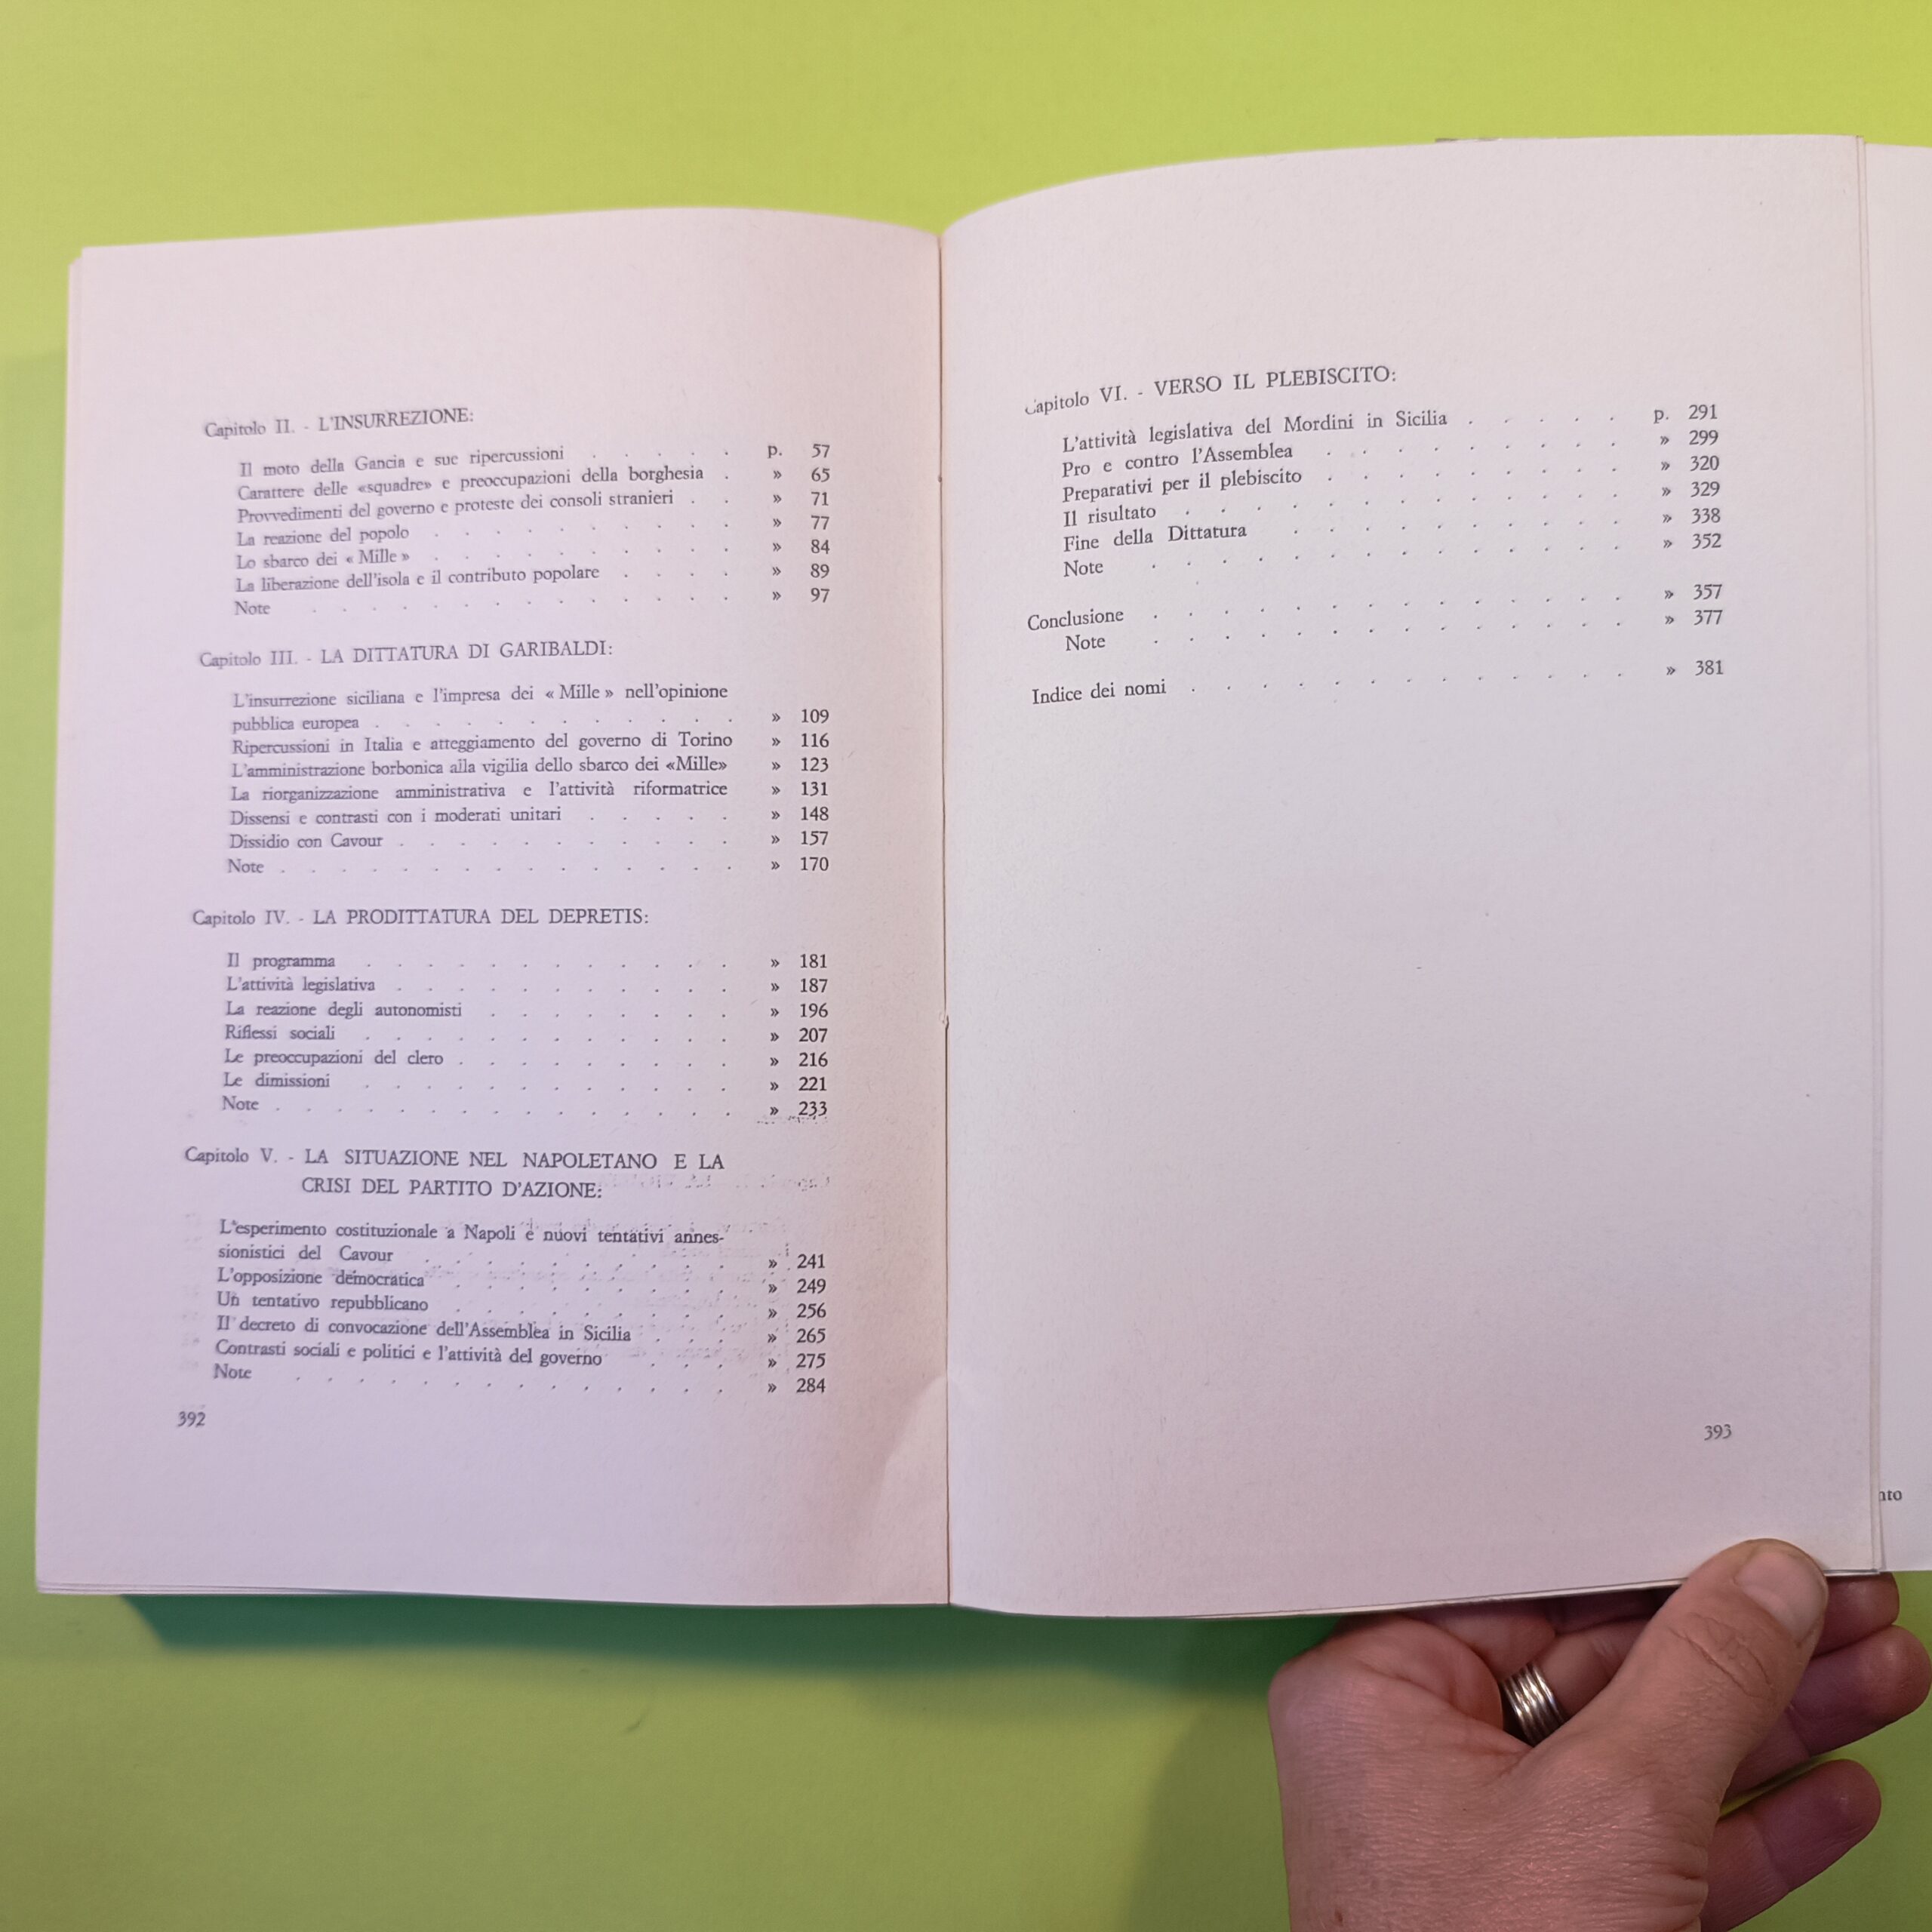 Capitolo II. - L'INSURREZIONE:
Il moto della Gancia e sue ripercussioni . . . . . p. 57
Carattere delle «squadre» e preoccupazioni della borghesia . » 65
Provvedimenti del governo e proteste dei consoli stranieri . . » 71
La reazione del popolo . . . . . . . . . » 77
Lo sbarco dei « Mille » . . . . . . . . . » 84
La liberazione dell'isola e il contributo popolare . . . . » 89
Note . . . . . . . . . . . . . » 97
Capitolo III. - LA DITTATURA DI GARIBALDI:
L'insurrezione siciliana e l'impresa dei « Mille » nell'opinione
pubblica europea . . . . . . . . . . . . » 109
Ripercussioni in Italia e atteggiamento del governo di Torino » 116
L'amministrazione borbonica alla vigilia dello sbarco dei «Mille» » 123
La riorganizzazione amministrativa e l'attività riformatrice » 131
Dissensi e contrasti con i moderati unitari . . . . . » 148
Dissidio con Cavour . . . . . . . . . . . » 157
Note . . . . . . . . . . . . . . . » 170
Capitolo IV. - LA PRODITTATURA DEL DEPRETIS:
Il programma . . . . . . . . . . . . » 181
L'attività legislativa . . . . . . . . . . . » 187
La reazione degli autonomisti . . . . . . . . » 196
Riflessi sociali . . . . . . . . . . . . » 207
Le preoccupazioni del clero . . . . . . . . . » 216
Le dimissioni . . . . . . . . . . . . » 221
Note . . . . . . . . . . . . . . . » 233
Capitolo V. - LA SITUAZIONE NEL NAPOLETANO E LA
CRISI DEL PARTITO D'AZIONE:
L'esperimento costituzionale a Napoli e nuovi tentativi annes-
sionistici del Cavour . . . . . . . . . . » 241
L'opposizione democratica . . . . . . . . . » 249
Un tentativo repubblicano . . . . . . . . . » 256
Il decreto di convocazione dell'Assemblea in Sicilia . . . » 265
Contrasti sociali e politici e l'attività del governo . . . » 275
Note . . . . . . . . . . . . . . » 284
392
Capitolo VI. - VERSO IL PLEBISCITO:
L'attività legislativa del Mordini in Sicilia . . . . . p. 291
Pro e contro l'Assemblea . . . . . . . . . » 299
Preparativi per il plebiscito . . . . . . . . . » 320
Il risultato . . . . . . . . . . . . » 329
Fine della Dittatura . . . . . . . . . . » 338
Note . . . . . . . . . . . . . » 352
Conclusione . . . . . . . . . . . . . » 357
Note . . . . . . . . . . . . . » 377
Indice dei nomi . . . . . . . . . . . . » 381
393
nto